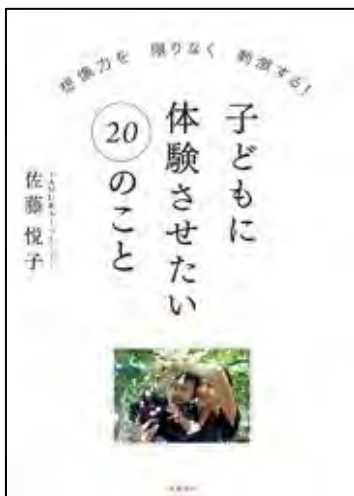 想像力を 限りなく 刺激する!
子どもに
体験させたい
20のこと
佐藤悦子